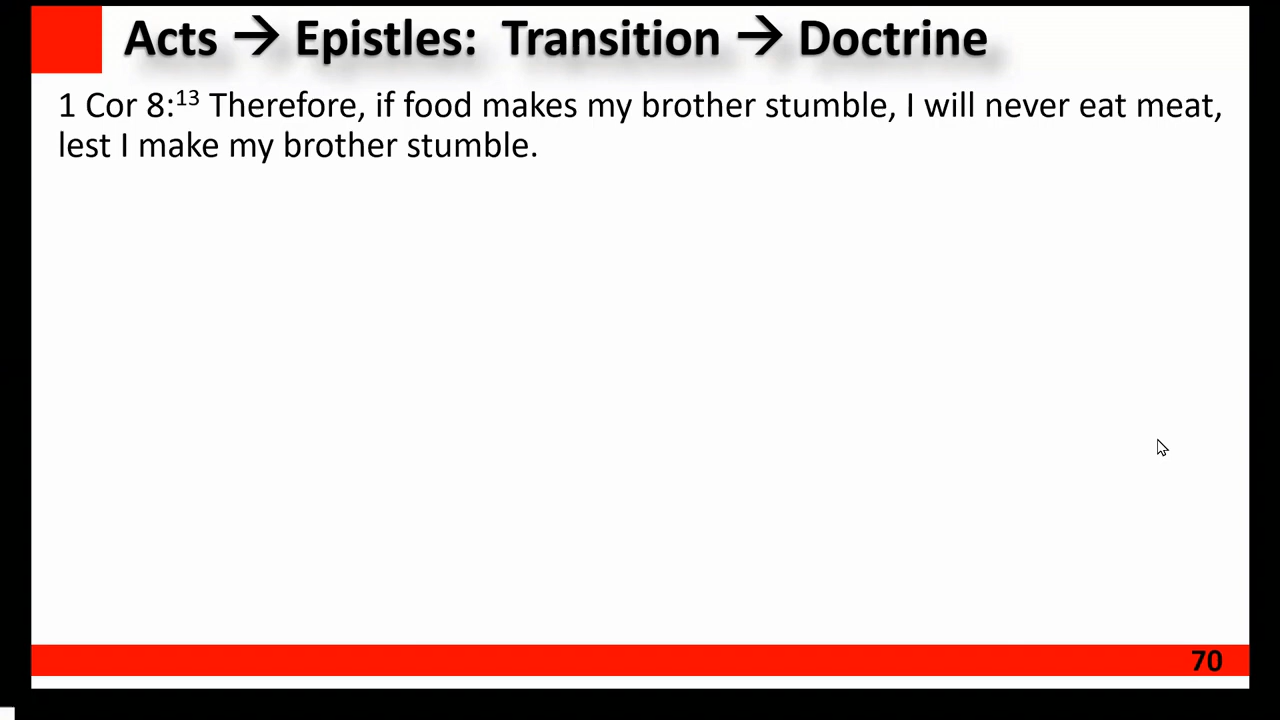 Acts → Epistles: Transition → Doctrine
1 Cor 8:¹³ Therefore, if food makes my brother stumble, I will never eat meat,
lest I make my brother stumble.
70